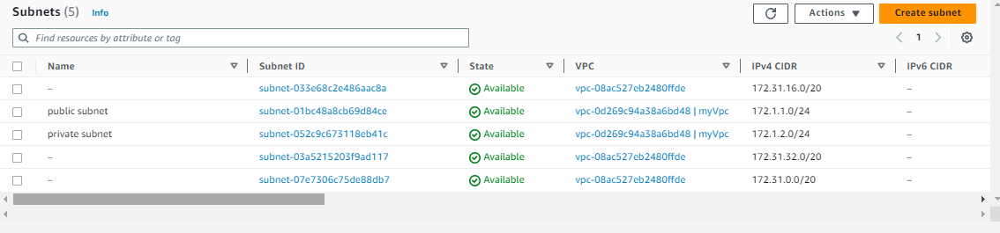 Subnets (5) Info Actions Create subnet
Find resources by attribute or tag 1
Name Subnet ID State VPC IPv4 CIDR IPv6 CIDR
– subnet-033e68c2e486aac8a Available vpc-08ac527eb2480ffde 172.31.16.0/20 –
public subnet subnet-01bc48a8cb69d84ce Available vpc-0d269c94a38a6bd48 | myVpc 172.1.1.0/24 –
private subnet subnet-052c9c673118eb41c Available vpc-0d269c94a38a6bd48 | myVpc 172.1.2.0/24 –
– subnet-03a5215203f9ad117 Available vpc-08ac527eb2480ffde 172.31.32.0/20 –
– subnet-07e7306c75de88db7 Available vpc-08ac527eb2480ffde 172.31.0.0/20 –